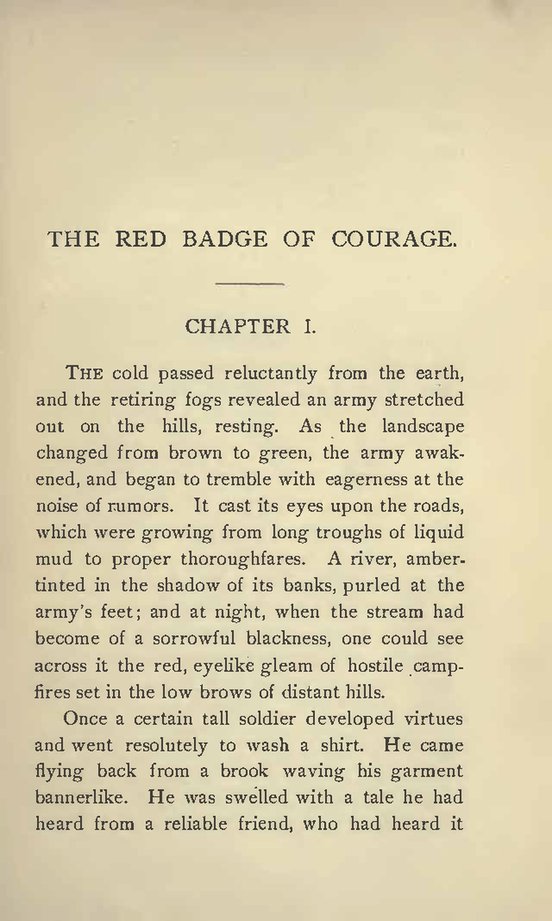 THE RED BADGE OF COURAGE.
CHAPTER I.
THE cold passed reluctantly from the earth,
and the retiring fogs revealed an army stretched
out on the hills, resting. As the landscape
changed from brown to green, the army awak-
ened, and began to tremble with eagerness at the
noise of rumors. It cast its eyes upon the roads,
which were growing from long troughs of liquid
mud to proper thoroughfares. A river, amber-
tinted in the shadow of its banks, purled at the
army's feet; and at night, when the stream had
become of a sorrowful blackness, one could see
across it the red, eyelike gleam of hostile camp-
fires set in the low brows of distant hills.
Once a certain tall soldier developed virtues
and went resolutely to wash a shirt. He came
flying back from a brook waving his garment
bannerlike. He was swelled with a tale he had
heard from a reliable friend, who had heard it